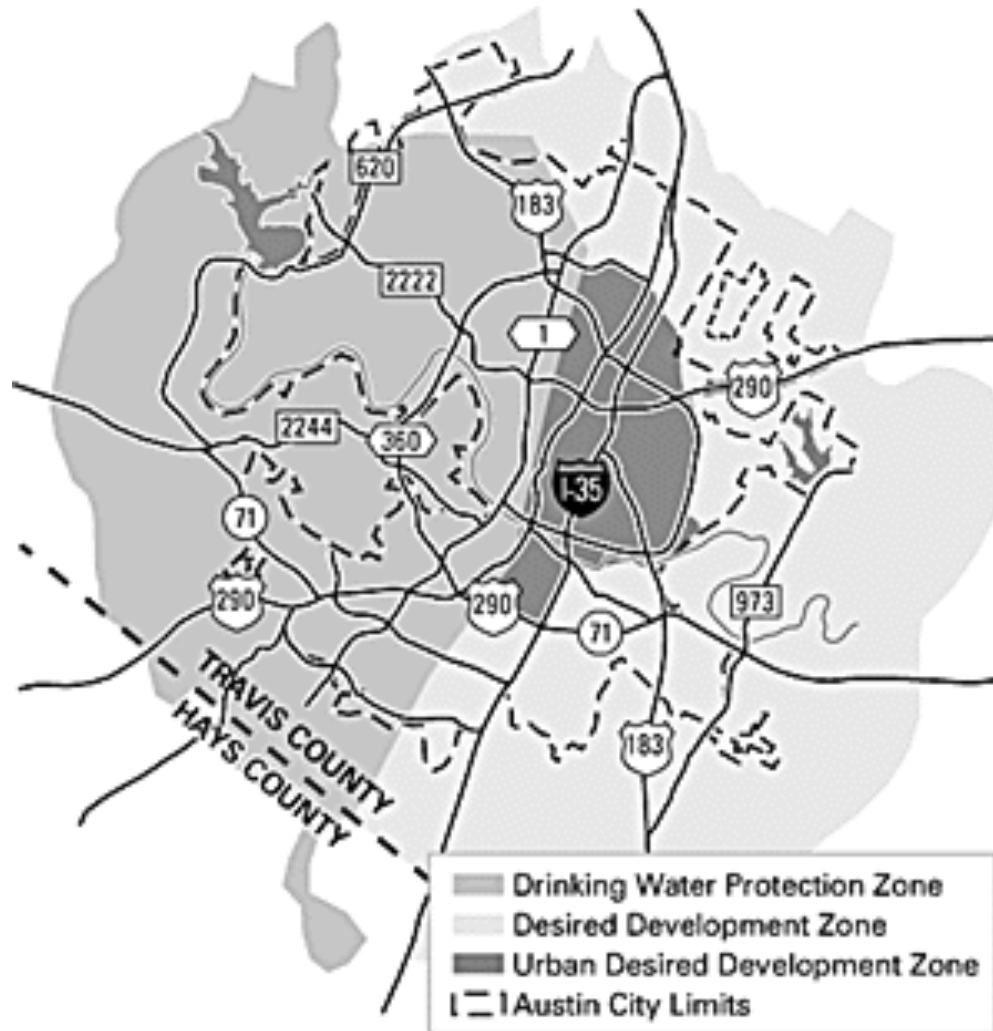 620
183
2222
1
290
2244
360
I-35
71
290
290
71
973
TRAVIS COUNTY
HAYS COUNTY
183
Drinking Water Protection Zone
Desired Development Zone
Urban Desired Development Zone
Austin City Limits